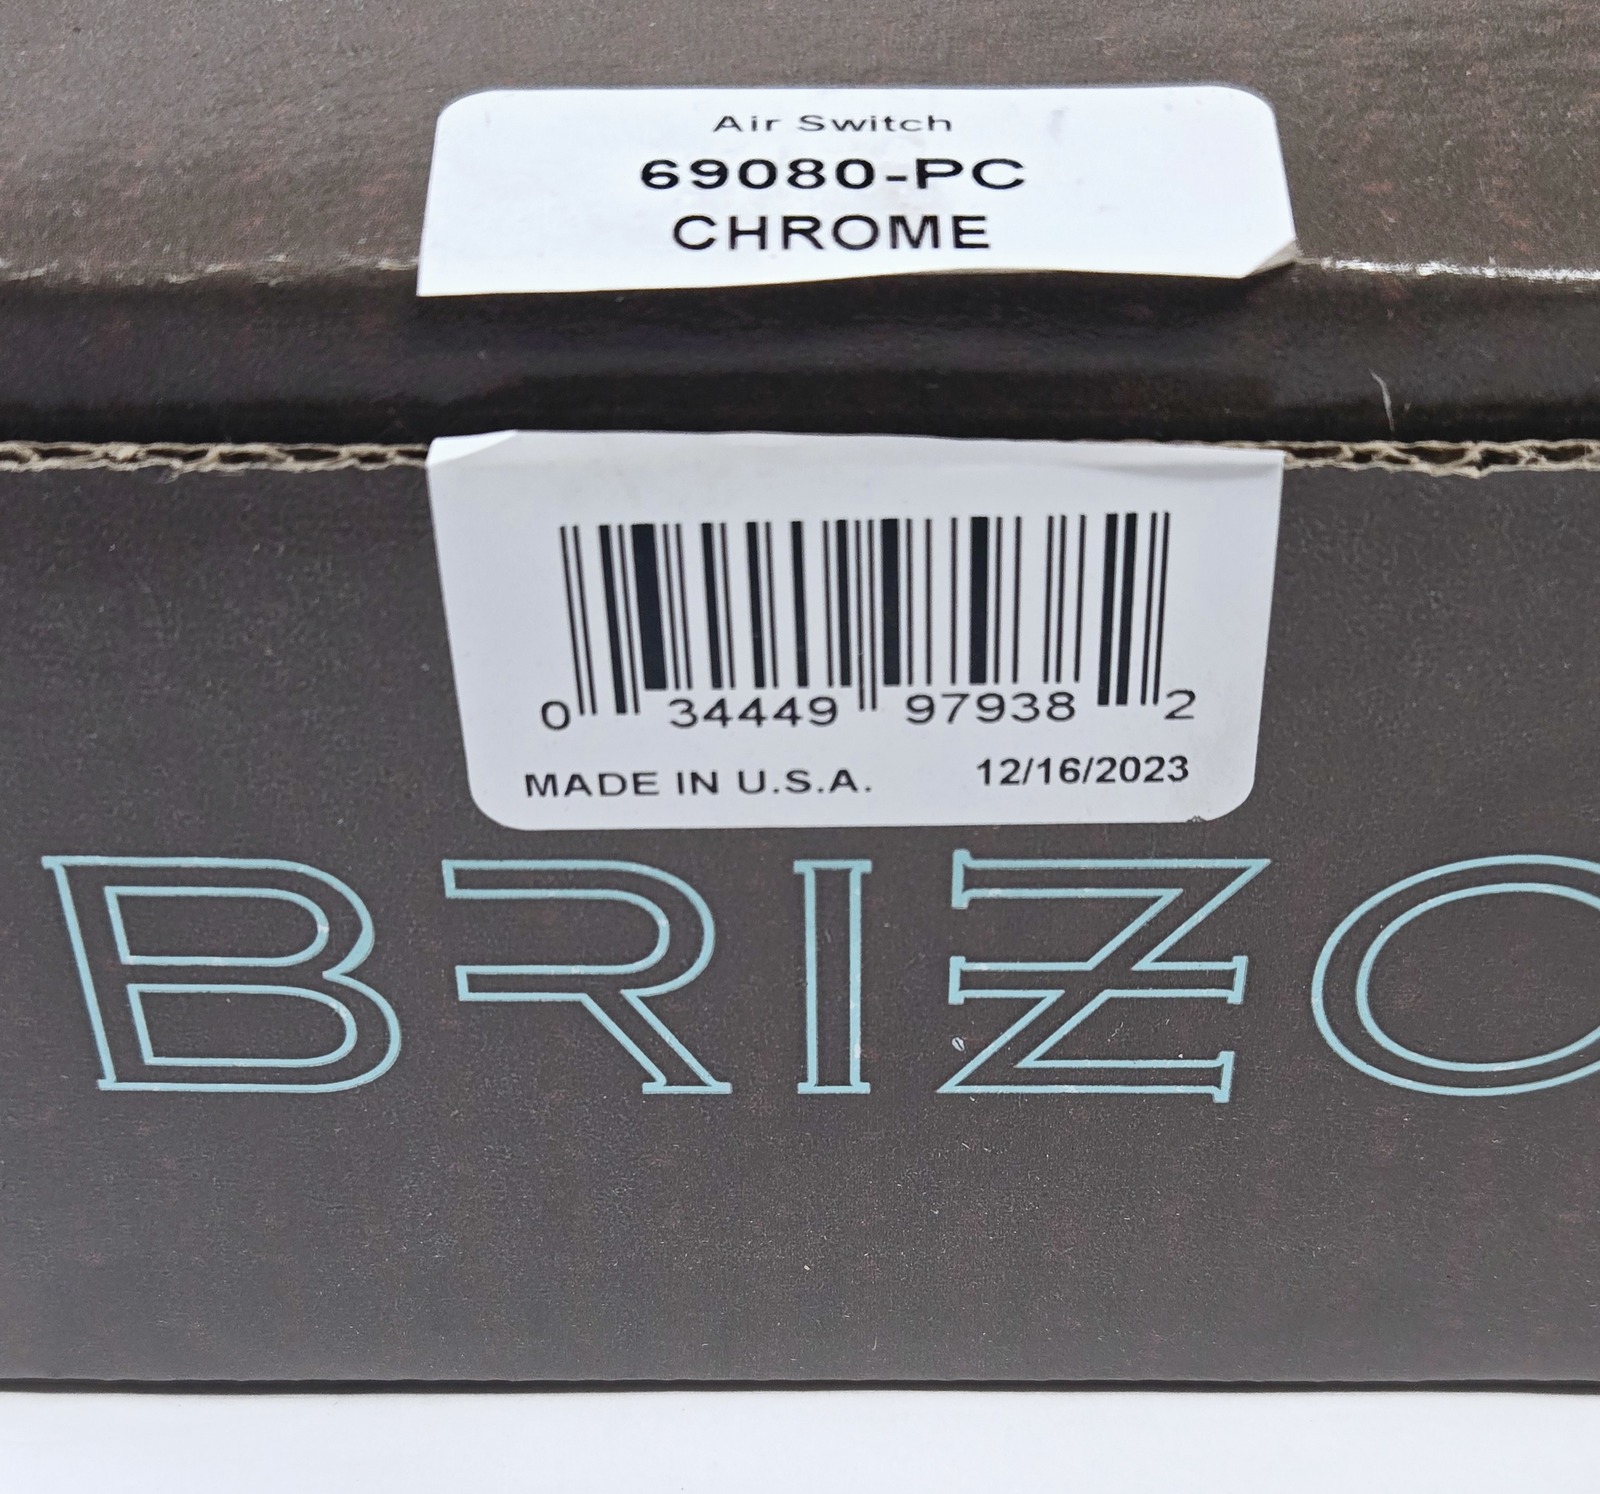 Air Switch
69080-PC
CHROME
0 34449 97938 2
MADE IN U.S.A. 12/16/2023
BRIZO